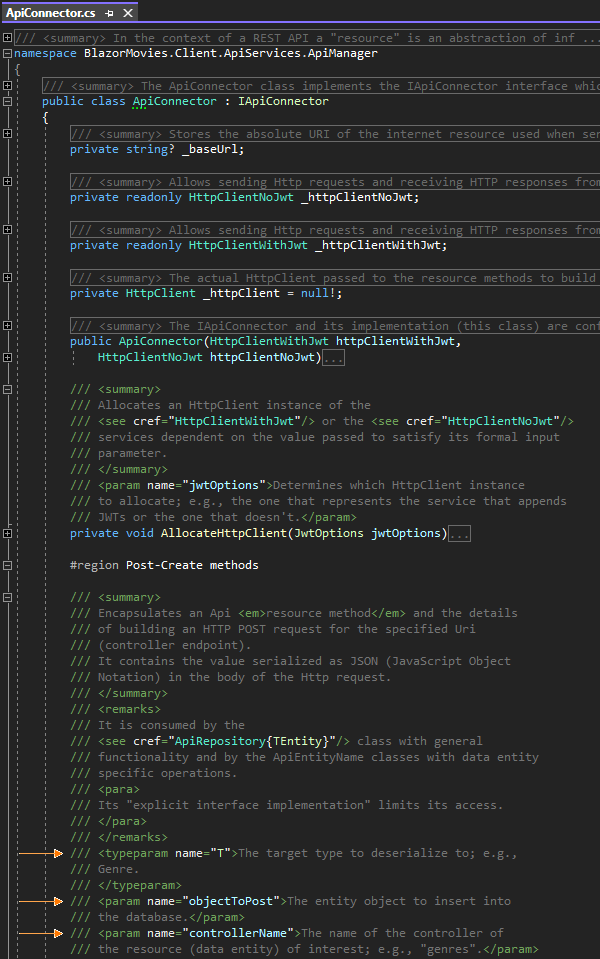 ApiConnector.cs
/// <summary> In the context of a REST API a "resource" is an abstraction of inf ...
namespace BlazorMovies.Client.ApiServices.ApiManager
{
/// <summary> The ApiConnector class implements the IApiConnector interface whic
public class ApiConnector : IApiConnector
{
/// <summary> Stores the absolute URI of the internet resource used when sen
private string? _baseUrl;
/// <summary> Allows sending Http requests and receiving HTTP responses from
private readonly HttpClientNoJwt _httpClientNoJwt;
/// <summary> Allows sending Http requests and receiving HTTP responses from
private readonly HttpClientWithJwt _httpClientWithJwt;
/// <summary> The actual HttpClient passed to the resource methods to build
private HttpClient _httpClient = null!;
/// <summary> The IApiConnector and its implementation (this class) are conf
public ApiConnector(HttpClientWithJwt httpClientWithJwt,
HttpClientNoJwt httpClientNoJwt)...
/// <summary>
/// Allocates an HttpClient instance of the
/// <see cref="HttpClientWithJwt"/> or the <see cref="HttpClientNoJwt"/>
/// services dependent on the value passed to satisfy its formal input
/// parameter.
/// </summary>
/// <param name="jwtOptions">Determines which HttpClient instance
/// to allocate; e.g., the one that represents the service that appends
/// JWTs or the one that doesn't.</param>
private void AllocateHttpClient(JwtOptions jwtOptions)...
#region Post-Create methods
/// <summary>
/// Encapsulates an Api <em>resource method</em> and the details
/// of building an HTTP POST request for the specified Uri
/// (controller endpoint).
/// It contains the value serialized as JSON (JavaScript Object
/// Notation) in the body of the Http request.
/// </summary>
/// <remarks>
/// It is consumed by the
/// <see cref="ApiRepository{TEntity}"/> class with general
/// functionality and by the ApiEntityName classes with data entity
/// specific operations.
/// <para>
/// Its "explicit interface implementation" limits its access.
/// </para>
/// </remarks>
/// <typeparam name="T">The target type to deserialize to; e.g.,
/// Genre.
/// </typeparam>
/// <param name="objectToPost">The entity object to insert into
/// the database.</param>
/// <param name="controllerName">The name of the controller of
/// the resource (data entity) of interest; e.g., "genres".</param>